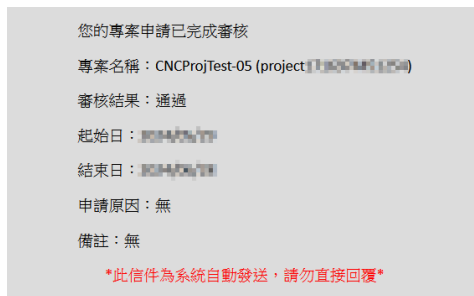 您的專案申請已完成審核
專案名稱：CNCProjTest-05 (project)
審核結果：通過
起始日：
結束日：
申請原因：無
備註：無
*此信件為系統自動發送，請勿直接回覆*